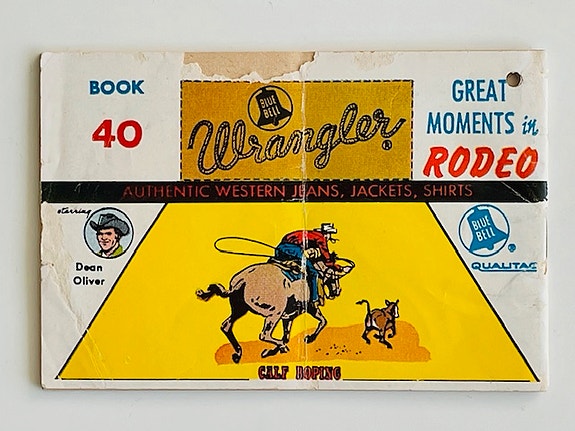 BOOK
40
BLUE
BELL
Wrangler®
GREAT
MOMENTS in
RODEO
AUTHENTIC WESTERN JEANS, JACKETS, SHIRTS
starring
Dean
Oliver
BLUE
BELL
®
QUALITAG
CALF ROPING